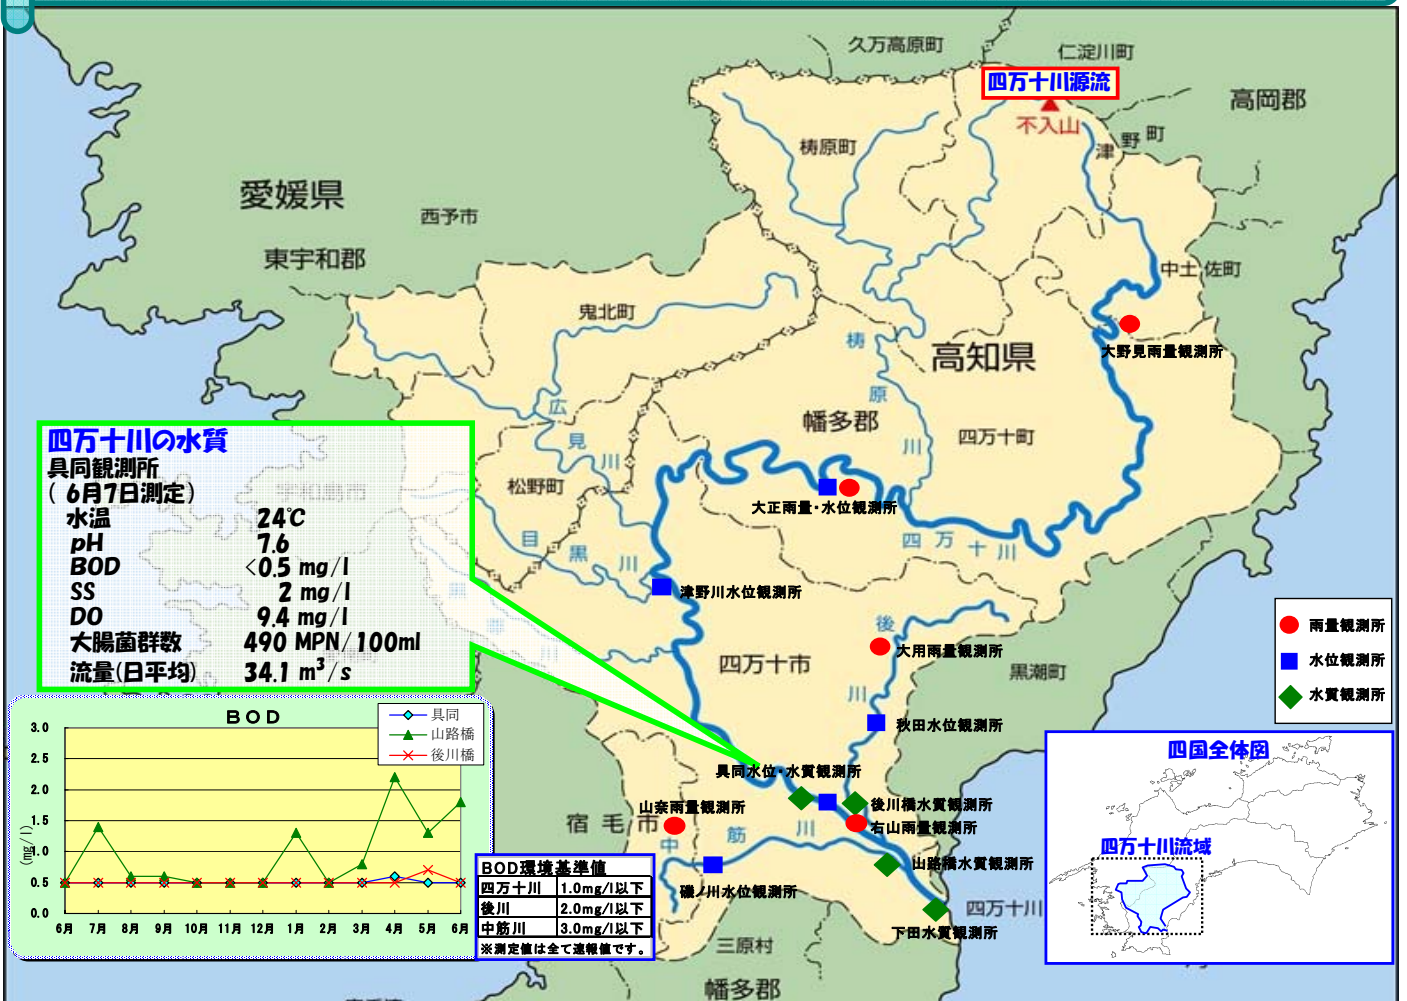 久万高原町
仁淀川町
四万十川源流
不入山
高岡郡
津野町
梼原町
愛媛県
西予市
東宇和郡
中土佐町
鬼北町
大野見雨量観測所
梼原川
高知県
広見川
幡多郡
四万十町
四万十川の水質
具同観測所
( 6月7日測定)
水温 24℃
pH 7.6
BOD <0.5 mg/l
SS 2 mg/l
DO 9.4 mg/l
大腸菌群数 490 MPN/100ml
流量(日平均) 34.1 m³/s
宇和島市
松野町
大正雨量・水位観測所
目黒川
四万十川
津野川水位観測所
後川
大用雨量観測所
四万十市
黒潮町
雨量観測所
水位観測所
水質観測所
秋田水位観測所
BOD
具同
山路橋
後川橋
3.0
2.5
2.0
1.5
1.0
0.5
0.0
(mg/l)
6月 7月 8月 9月 10月 11月 12月 1月 2月 3月 4月 5月 6月
具同水位・水質観測所
山奈雨量観測所
後川橋水質観測所
宿毛市
右山雨量観測所
中筋川
山路橋水質観測所
磯ノ川水位観測所
BOD環境基準値
四万十川 1.0mg/l以下
後川 2.0mg/l以下
中筋川 3.0mg/l以下
※測定値は全て速報値です。
四万十川
下田水質観測所
三原村
幡多郡
四国全体図
四万十川流域